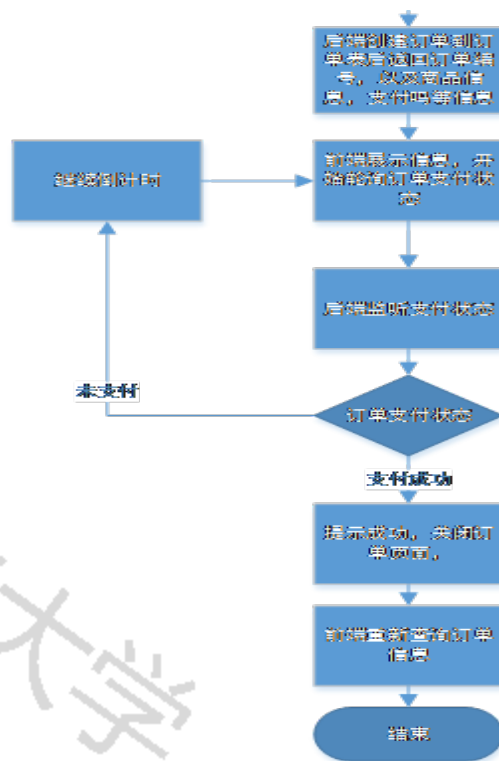 后端创建订单到订
单表后返回订单编
号，以及商品信
息，支付吗等信息
继续倒计时
前端展示信息，开
始轮询订单支付状
态
后端监听支付状态
未支付
订单支付状态
支付成功
提示成功，关闭订
单页面。
前端重新查询订单
信息
结束
大学